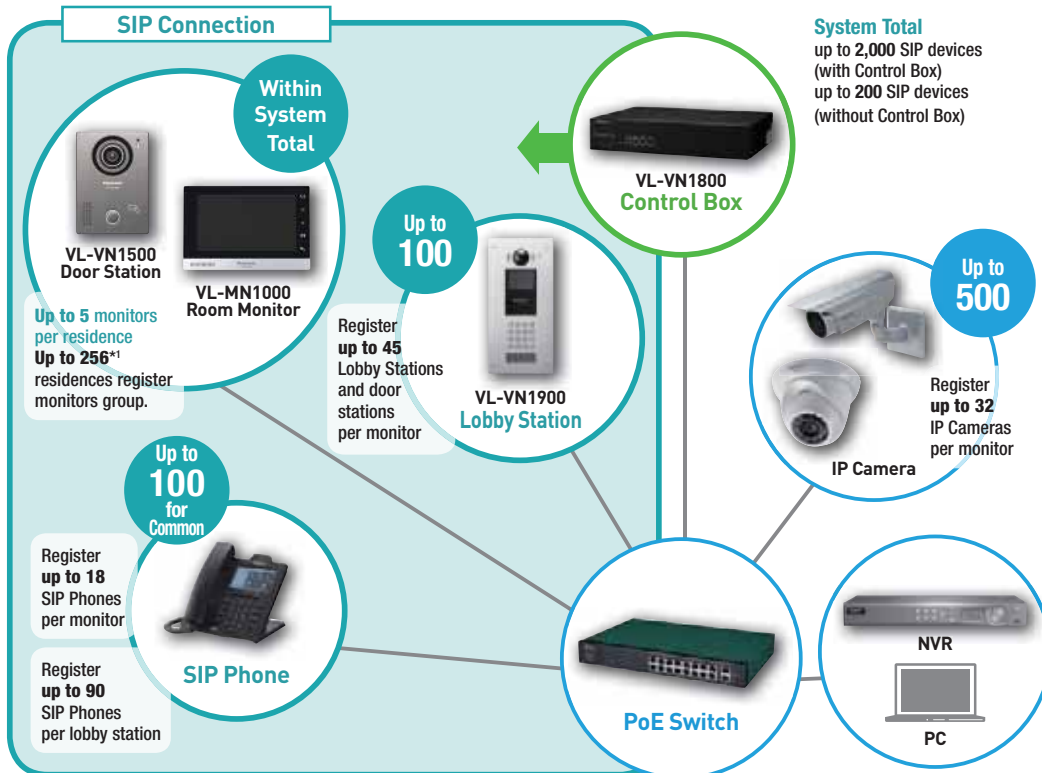 SIP Connection
System Total
up to 2,000 SIP devices
(with Control Box)
up to 200 SIP devices
(without Control Box)
Within
System
Total
VL-VN1500
Door Station
VL-MN1000
Room Monitor
Up to 5 monitors
per residence
Up to 256*1
residences register
monitors group.
VL-VN1800
Control Box
Up to
100
Register
up to 45
Lobby Stations
and door
stations
per monitor
VL-VN1900
Lobby Station
Up to
500
Register
up to 32
IP Cameras
per monitor
IP Camera
Up to
100
for
Common
Register
up to 18
SIP Phones
per monitor
Register
up to 90
SIP Phones
per lobby station
SIP Phone
PoE Switch
NVR
PC